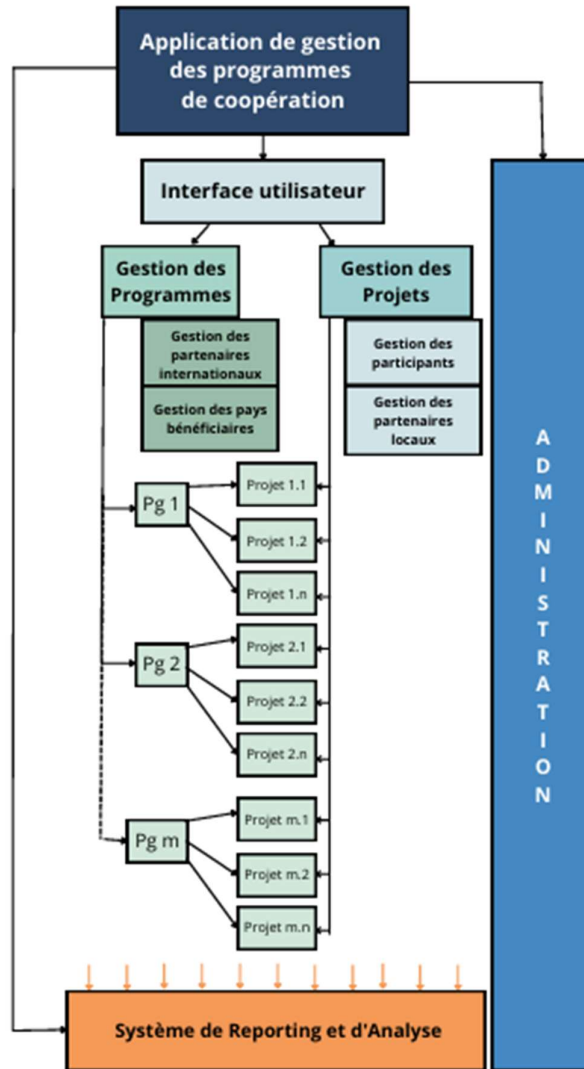 Application de gestion
des programmes
de coopération
Interface utilisateur
Gestion des
Programmes
Gestion des
Projets
Gestion des
partenaires
internationaux
Gestion des pays
bénéficiaires
Gestion des
participants
Gestion des
partenaires
locaux
Pg 1
Projet 1.1
Projet 1.2
Projet 1.n
Pg 2
Projet 2.1
Projet 2.2
Projet 2.n
Pg m
Projet m.1
Projet m.2
Projet m.n
ADMINISTRATION
Système de Reporting et d'Analyse